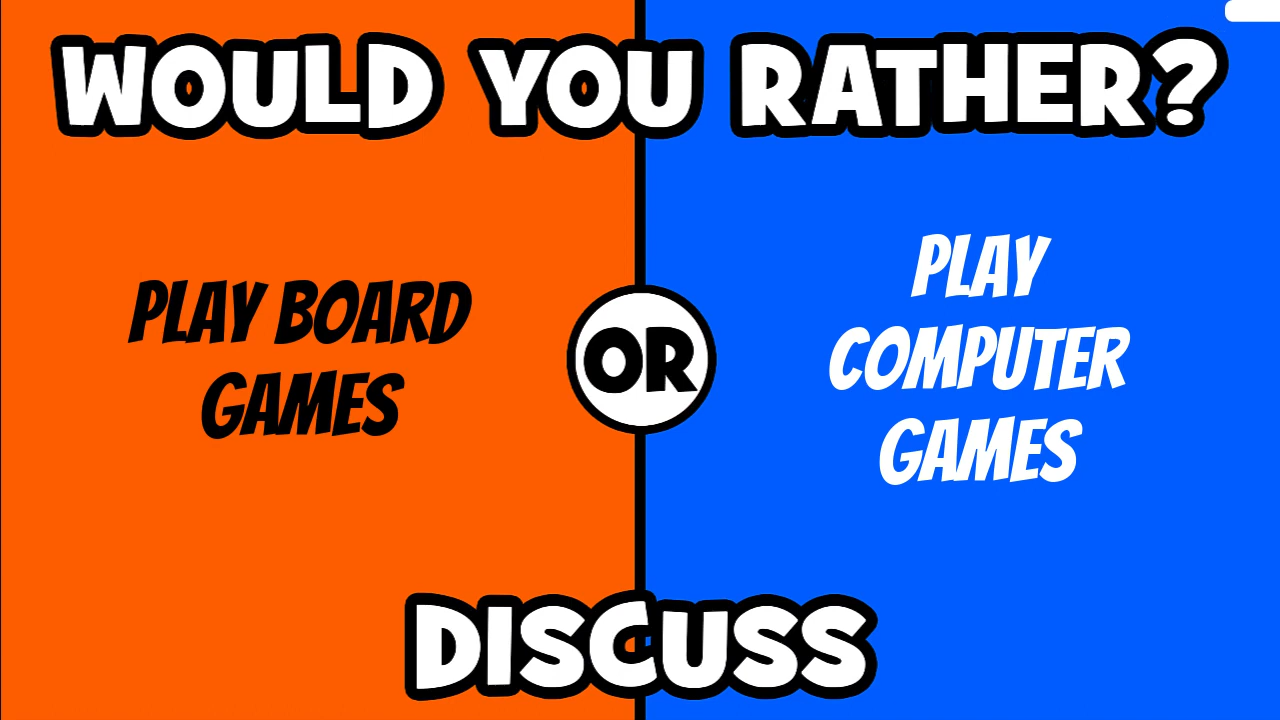 WOULD YOU RATHER?
PLAY BOARD
GAMES
OR
PLAY
COMPUTER
GAMES
DISCUSS